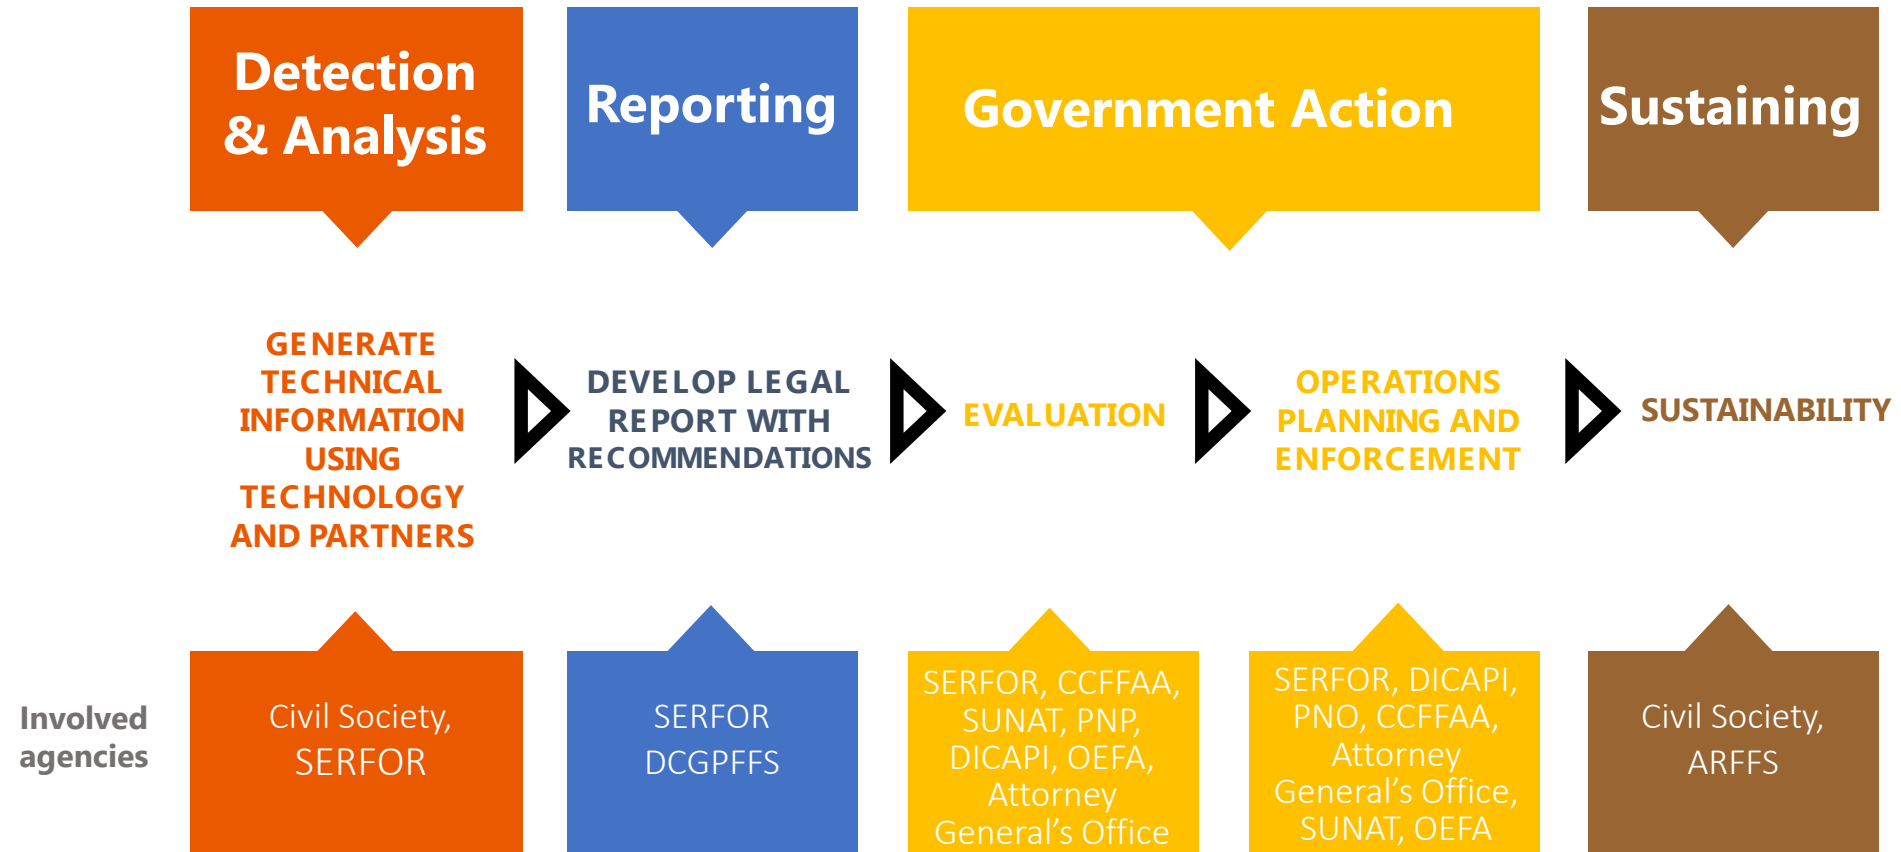 Detection
& Analysis
Reporting
Government Action
Sustaining
GENERATE
TECHNICAL
INFORMATION
USING
TECHNOLOGY
AND PARTNERS
DEVELOP LEGAL
REPORT WITH
RECOMMENDATIONS
EVALUATION
OPERATIONS
PLANNING AND
ENFORCEMENT
SUSTAINABILITY
Involved
agencies
Civil Society,
SERFOR
SERFOR
DCGPFFS
SERFOR, CCFFAA,
SUNAT, PNP,
DICAPI, OEFA,
Attorney
General’s Office
SERFOR, DICAPI,
PNO, CCFFAA,
Attorney
General’s Office,
SUNAT, OEFA
Civil Society,
ARFFS